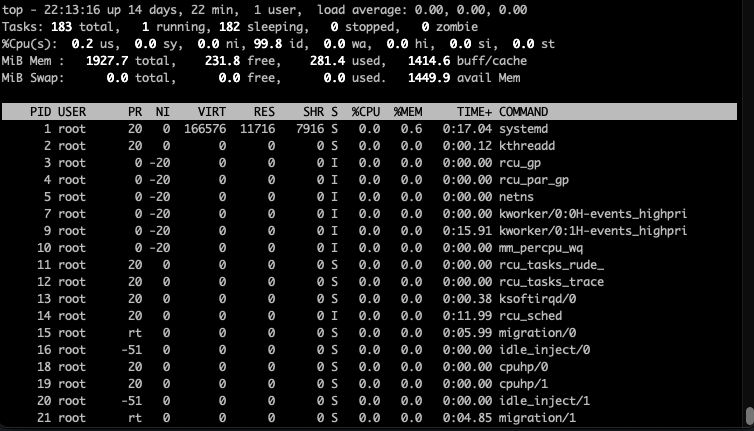 top - 22:13:16 up 14 days, 22 min,  1 user,  load average: 0.00, 0.00, 0.00
Tasks: 183 total,   1 running, 182 sleeping,   0 stopped,   0 zombie
%Cpu(s):  0.2 us,  0.0 sy,  0.0 ni, 99.8 id,  0.0 wa,  0.0 hi,  0.0 si,  0.0 st
MiB Mem :   1927.7 total,    231.8 free,    281.4 used,   1414.6 buff/cache
MiB Swap:      0.0 total,      0.0 free,      0.0 used.   1449.9 avail Mem
PID USER      PR  NI    VIRT    RES    SHR S  %CPU  %MEM     TIME+ COMMAND
1 root      20   0  166576  11716   7916 S   0.0   0.6   0:17.04 systemd
2 root      20   0       0      0      0 S   0.0   0.0   0:00.12 kthreadd
3 root       0 -20       0      0      0 I   0.0   0.0   0:00.00 rcu_gp
4 root       0 -20       0      0      0 I   0.0   0.0   0:00.00 rcu_par_gp
5 root       0 -20       0      0      0 I   0.0   0.0   0:00.00 netns
7 root       0 -20       0      0      0 I   0.0   0.0   0:00.00 kworker/0:0H-events_highpri
9 root       0 -20       0      0      0 I   0.0   0.0   0:15.91 kworker/0:1H-events_highpri
10 root       0 -20       0      0      0 I   0.0   0.0   0:00.00 mm_percpu_wq
11 root      20   0       0      0      0 S   0.0   0.0   0:00.00 rcu_tasks_rude_
12 root      20   0       0      0      0 S   0.0   0.0   0:00.00 rcu_tasks_trace
13 root      20   0       0      0      0 S   0.0   0.0   0:00.38 ksoftirqd/0
14 root      20   0       0      0      0 I   0.0   0.0   0:11.99 rcu_sched
15 root      rt   0       0      0      0 S   0.0   0.0   0:05.99 migration/0
16 root     -51   0       0      0      0 S   0.0   0.0   0:00.00 idle_inject/0
18 root      20   0       0      0      0 S   0.0   0.0   0:00.00 cpuhp/0
19 root      20   0       0      0      0 S   0.0   0.0   0:00.00 cpuhp/1
20 root     -51   0       0      0      0 S   0.0   0.0   0:00.00 idle_inject/1
21 root      rt   0       0      0      0 S   0.0   0.0   0:04.85 migration/1